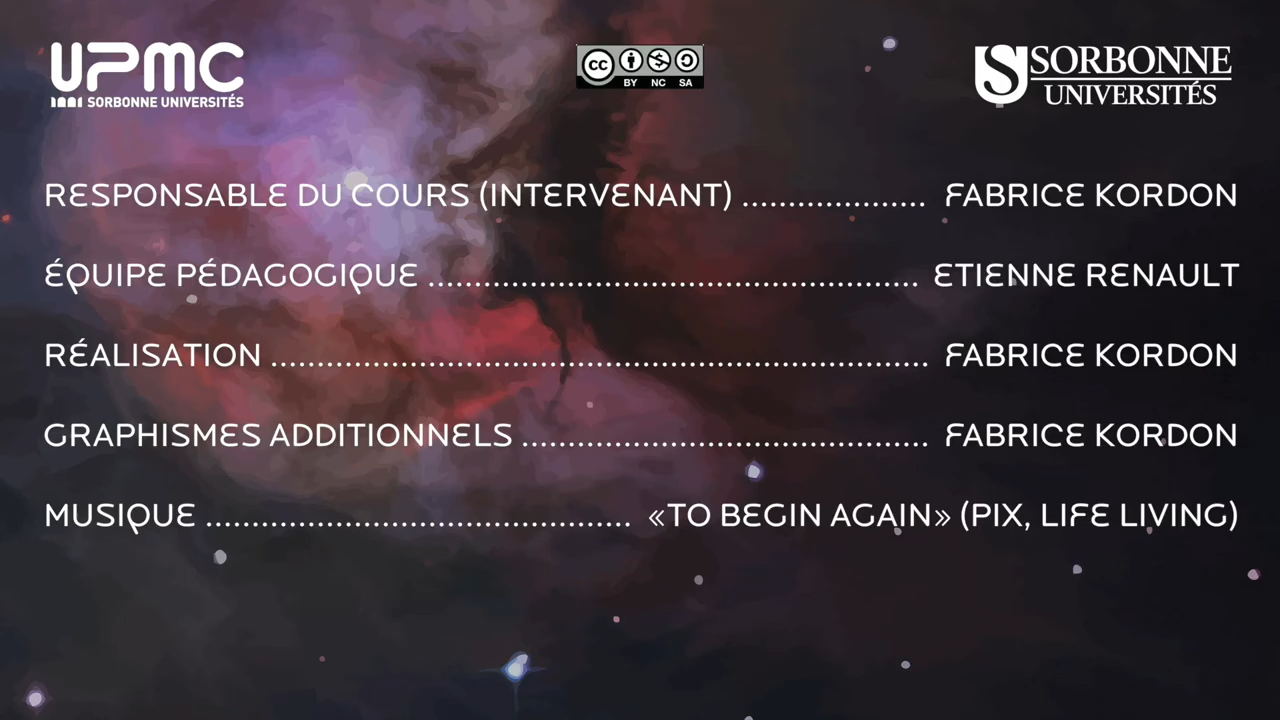 UPMC
SORBONNE UNIVERSITÉS
cc
BY NC SA
SORBONNE
UNIVERSITÉS
RESPONSABLE DU COURS (INTERVENANT) .................... FABRICE KORDON
ÉQUIPE PÉDAGOGIQUE .................................................... ETIENNE RENAULT
RÉALISATION ...................................................................... FABRICE KORDON
GRAPHISMES ADDITIONNELS ........................................... FABRICE KORDON
MUSIQUE ............................................. «TO BEGIN AGAIN» (PIX, LIFE LIVING)